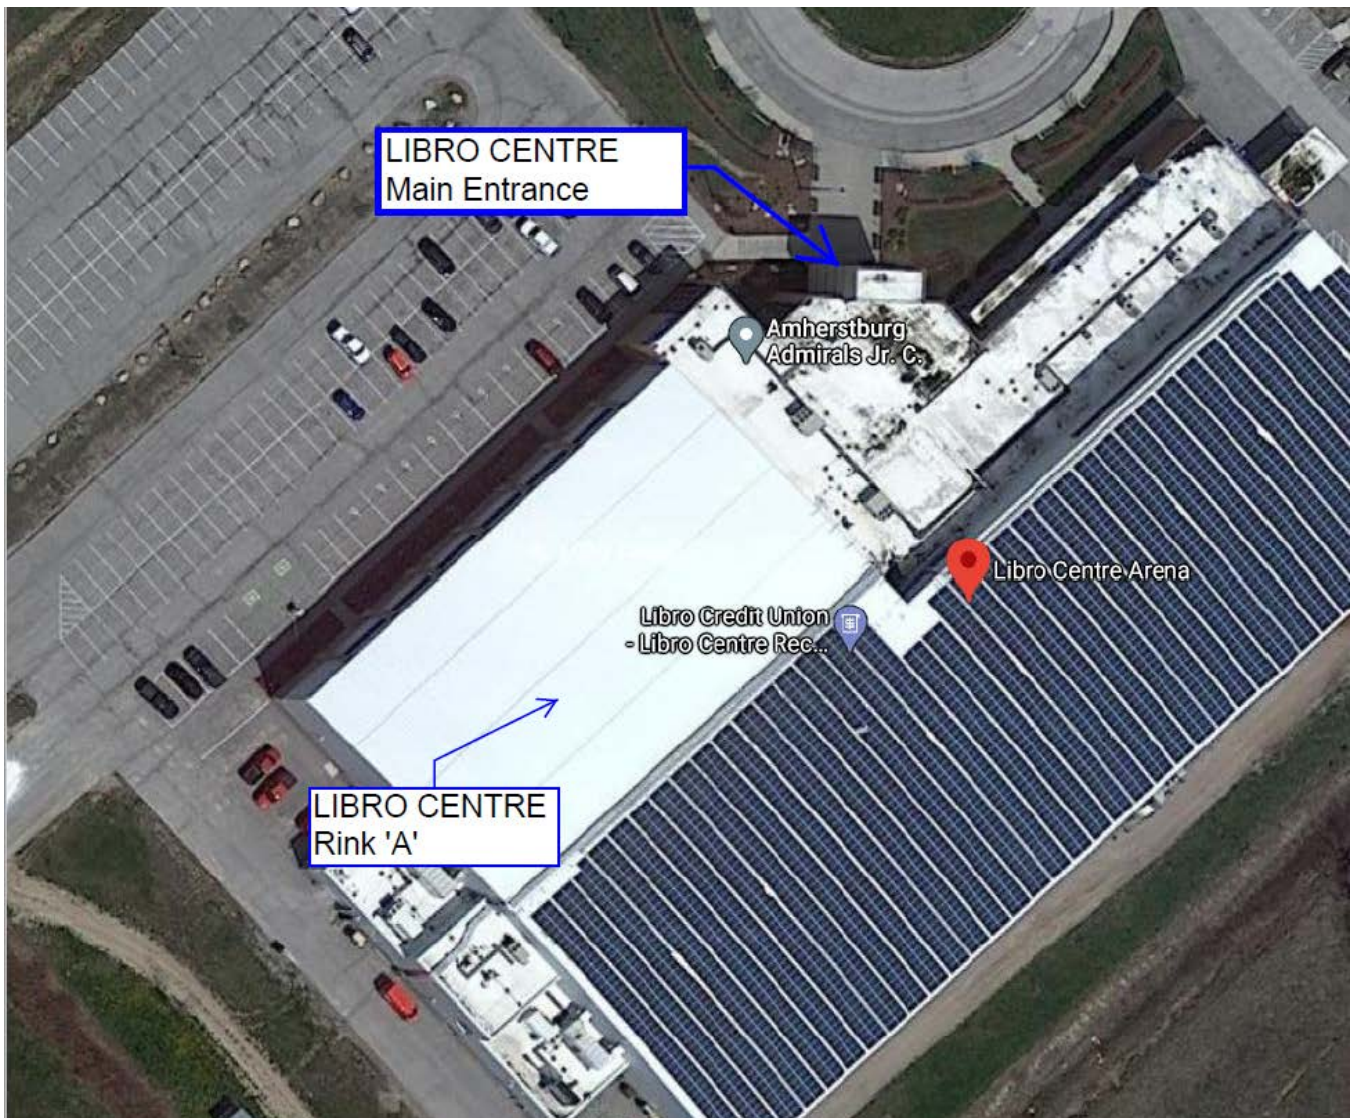 LIBRO CENTRE
Main Entrance
Amherstburg
Admirals Jr. C.
Libro Centre Arena
Libro Credit Union
- Libro Centre Rec...
LIBRO CENTRE
Rink 'A'